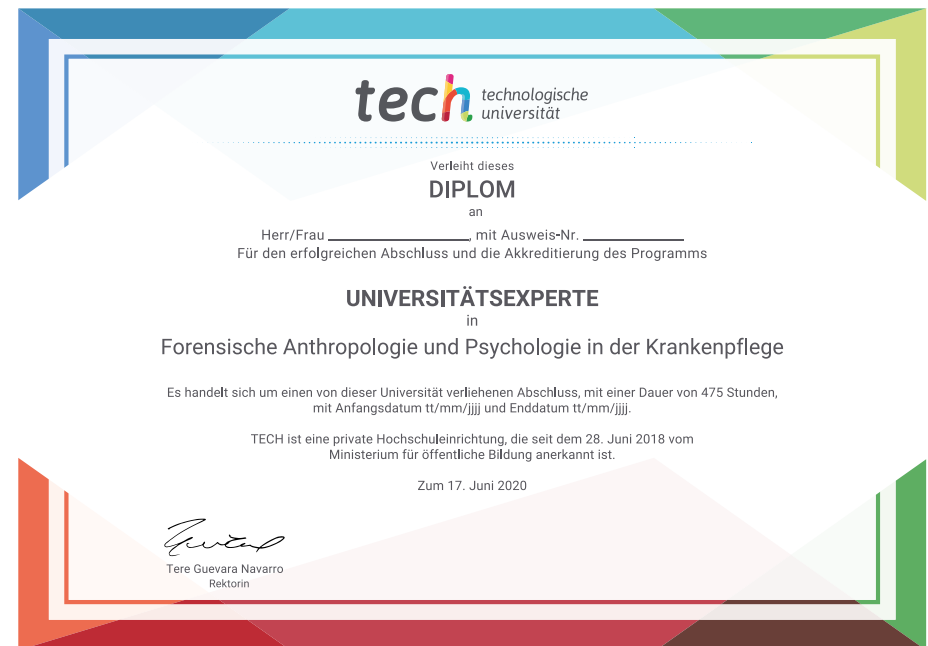 tech technologische
universität
Verleiht dieses
DIPLOM
an
Herr/Frau __________________, mit Ausweis-Nr. _____________
Für den erfolgreichen Abschluss und die Akkreditierung des Programms
UNIVERSITÄTSEXPERTE
in
Forensische Anthropologie und Psychologie in der Krankenpflege
Es handelt sich um einen von dieser Universität verliehenen Abschluss, mit einer Dauer von 475 Stunden,
mit Anfangsdatum tt/mm/jjjj und Enddatum tt/mm/jjjj.
TECH ist eine private Hochschuleinrichtung, die seit dem 28. Juni 2018 vom
Ministerium für öffentliche Bildung anerkannt ist.
Zum 17. Juni 2020
Tere Guevara Navarro
Rektorin